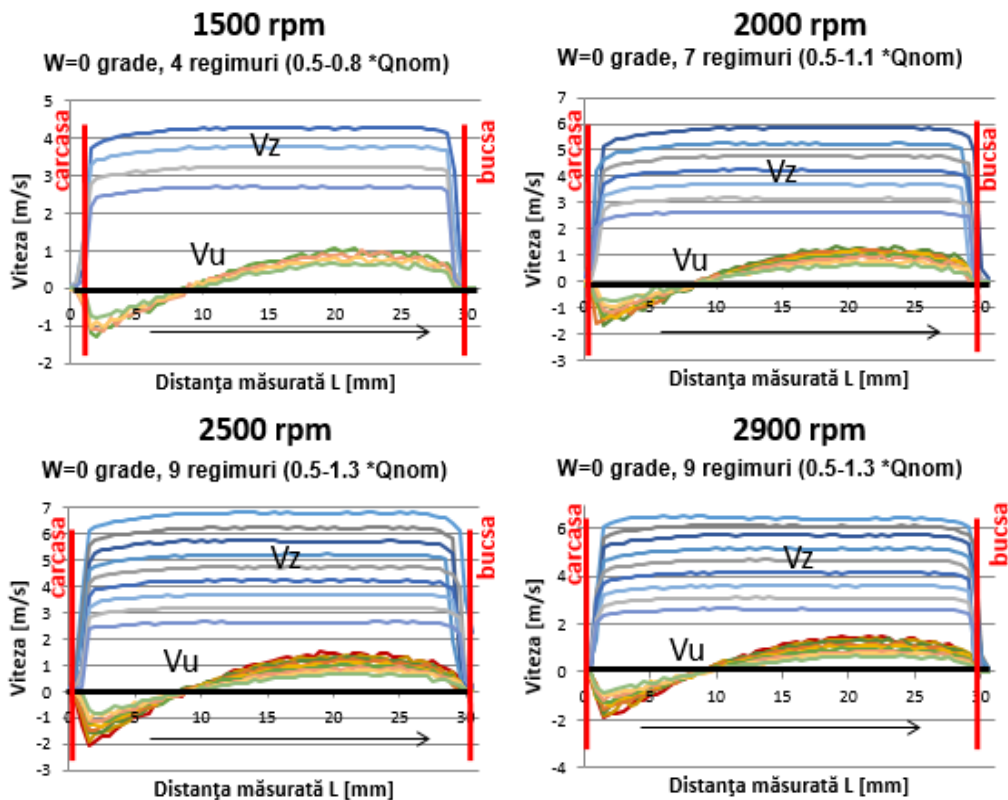 1500 rpm
W=0 grade, 4 regimuri (0.5-0.8 *Qnom)
5
4
3
2
1
0
-1
-2
0 5 10 15 20 25 30
Viteza [m/s]
carcasa
Vz
Vu
bucsa
Distanța măsurată L [mm]
2000 rpm
W=0 grade, 7 regimuri (0.5-1.1 *Qnom)
7
6
5
4
3
2
1
0
-1
-2
-3
0 5 10 15 20 25 30
Viteza [m/s]
carcasa
Vz
Vu
bucsa
Distanța măsurată L [mm]
2500 rpm
W=0 grade, 9 regimuri (0.5-1.3 *Qnom)
7
6
5
4
3
2
1
0
-1
-2
-3
0 5 10 15 20 25 30
Viteza [m/s]
carcasa
Vz
Vu
bucsa
Distanța măsurată L [mm]
2900 rpm
W=0 grade, 9 regimuri (0.5-1.3 *Qnom)
6
4
2
0
-2
-4
0 5 10 15 20 25 30
Viteza [m/s]
carcasa
Vz
Vu
bucsa
Distanța măsurată L [mm]